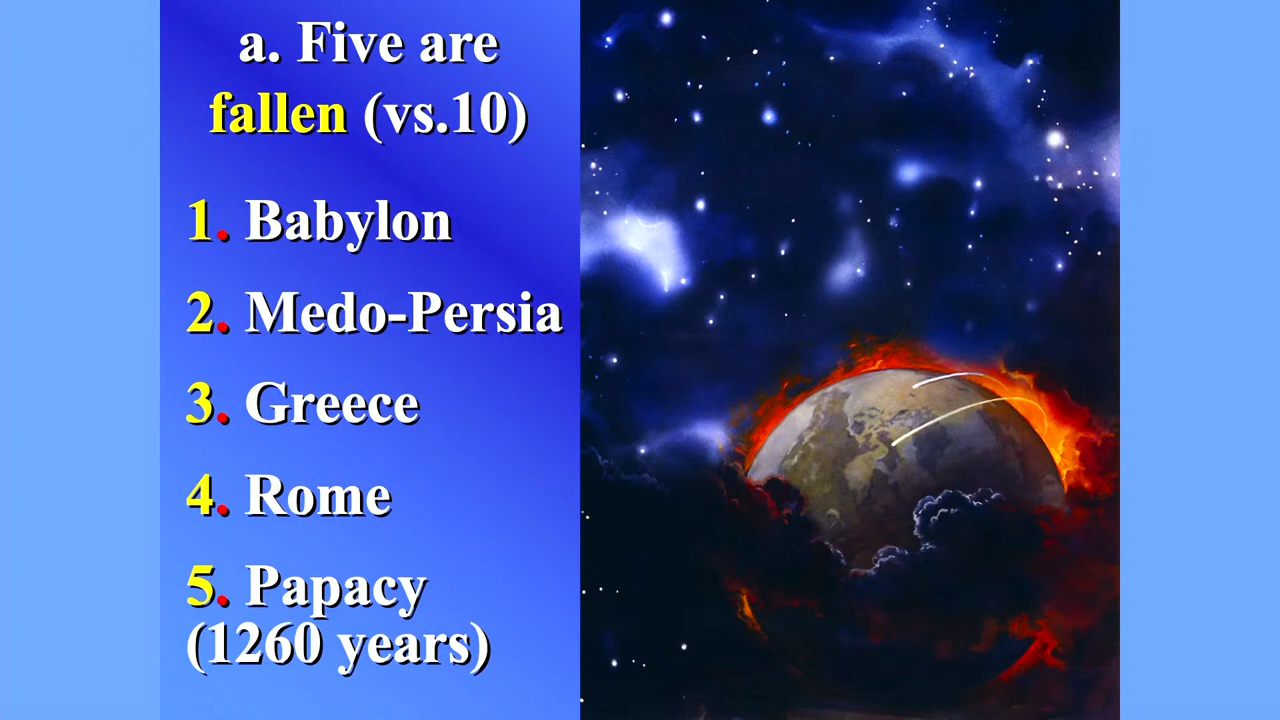 a. Five are
fallen (vs.10)
1. Babylon
2. Medo-Persia
3. Greece
4. Rome
5. Papacy
(1260 years)